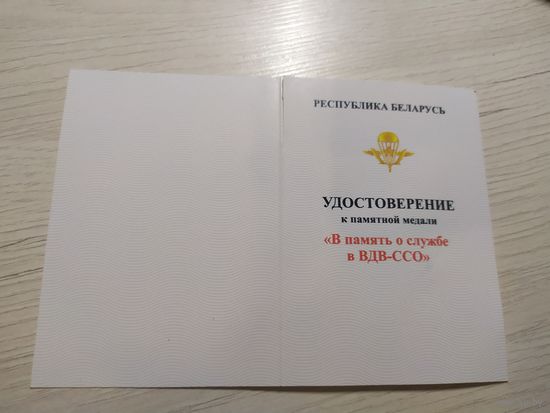 РЕСПУБЛИКА БЕЛАРУСЬ
УДОСТОВЕРЕНИЕ
к памятной медали
«В память о службе
в ВДВ-ССО»